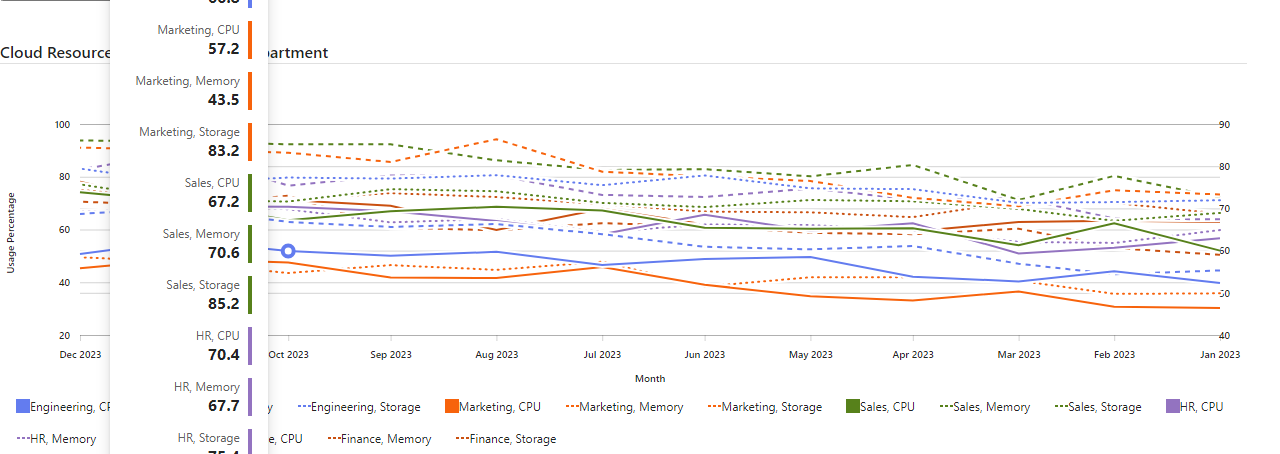 Marketing, CPU
57.2
Cloud Resource
partment
Marketing, Memory
43.5
Marketing, Storage
83.2
Sales, CPU
67.2
Sales, Memory
70.6
Sales, Storage
85.2
HR, CPU
70.4
HR, Memory
67.7
HR, Storage
100
80
60
40
20
Usage Percentage
90
80
70
60
50
40
Dec 2023
Oct 2023
Sep 2023
Aug 2023
Jul 2023
Jun 2023
May 2023
Apr 2023
Mar 2023
Feb 2023
Jan 2023
Month
Engineering, CP
y
Engineering, Storage
Marketing, CPU
Marketing, Memory
Marketing, Storage
Sales, CPU
Sales, Memory
Sales, Storage
HR, CPU
HR, Memory
e, CPU
Finance, Memory
Finance, Storage